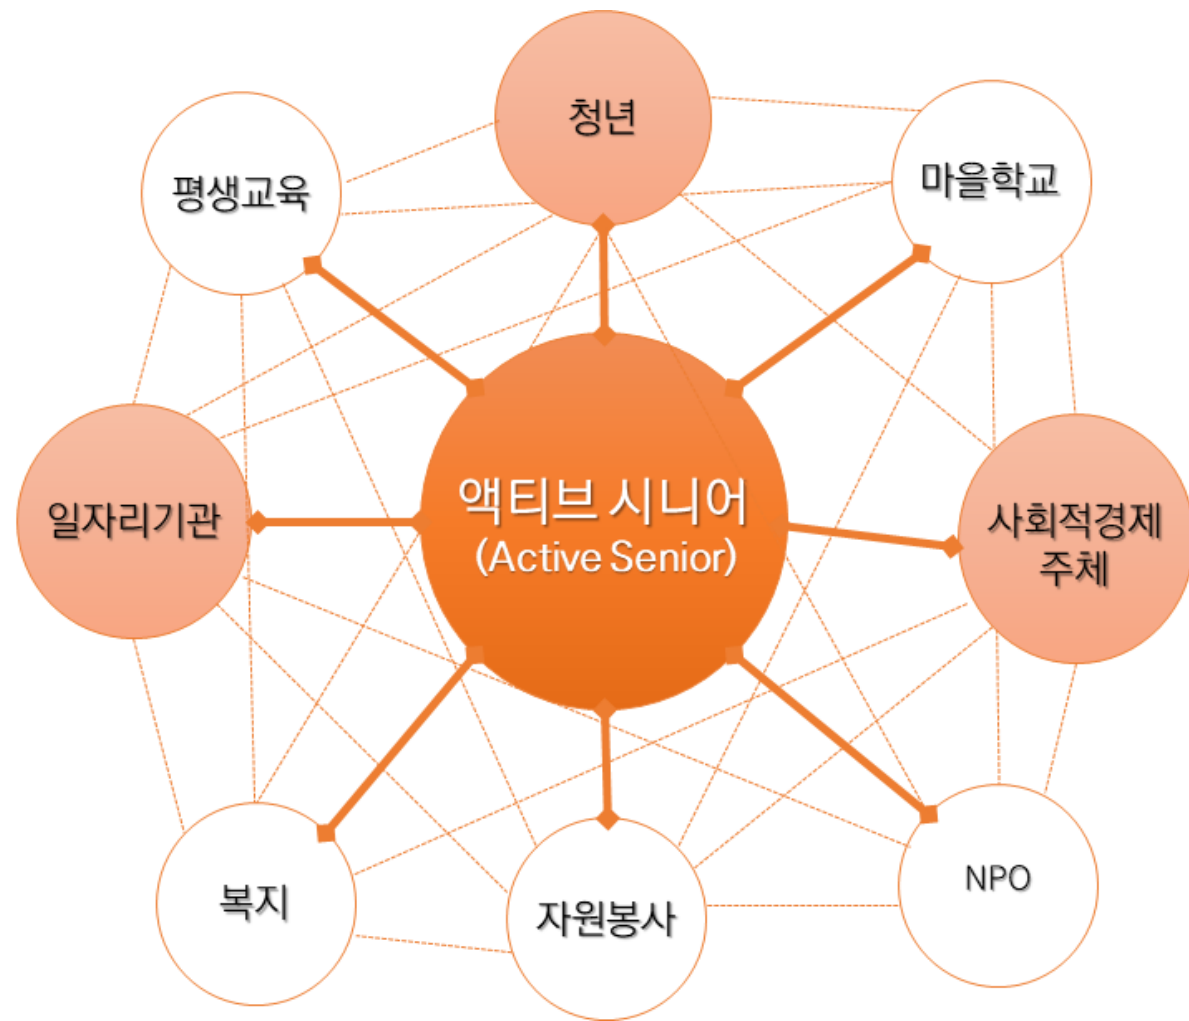 청년
평생교육
마을학교
액티브 시니어
(Active Senior)
일자리기관
사회적경제
주체
복지
자원봉사
NPO